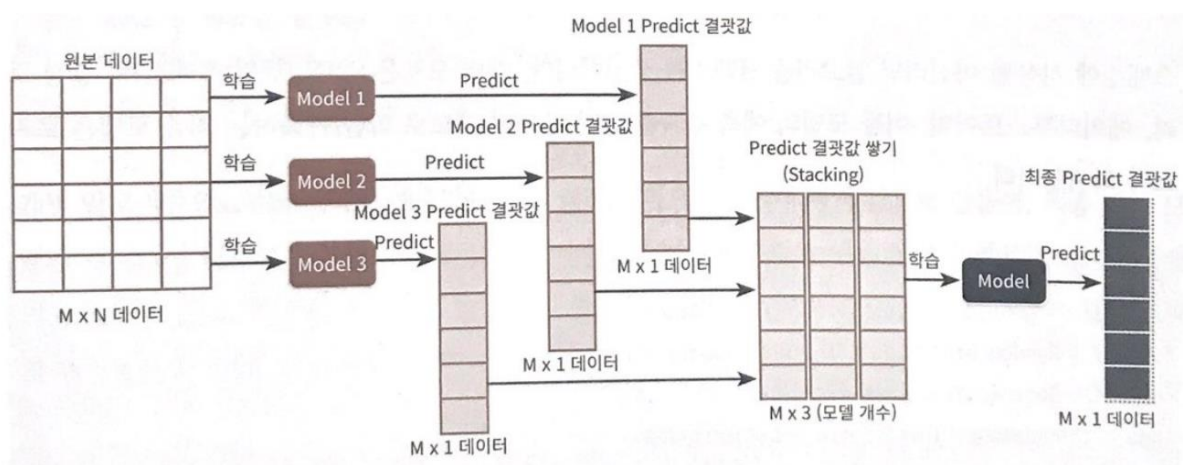 Model 1 Predict 결괏값
원본 데이터
학습
Model 1
Predict
Model 2 Predict 결괏값
학습
Model 2
Predict
Model 3 Predict 결괏값
학습
Model 3
Predict
M x N 데이터
M x 1 데이터
M x 1 데이터
M x 1 데이터
Predict 결괏값 쌓기
(Stacking)
M x 3 (모델 개수)
학습
Model
Predict
최종 Predict 결괏값
M x 1 데이터